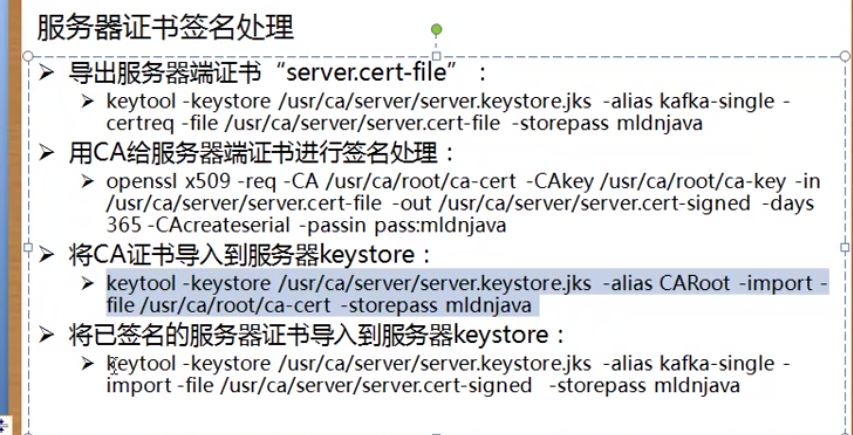 服务器证书签名处理
➢ 导出服务器端证书“server.cert-file”：
➢ keytool -keystore /usr/ca/server/server.keystore.jks -alias kafka-single -
certreq -file /usr/ca/server/server.cert-file -storepass mldnjava
➢ 用CA给服务器端证书进行签名处理：
➢ openssl x509 -req -CA /usr/ca/root/ca-cert -CAkey /usr/ca/root/ca-key -in
/usr/ca/server/server.cert-file -out /usr/ca/server/server.cert-signed -days
365 -CAcreateserial -passin pass:mldnjava
➢ 将CA证书导入到服务器keystore：
➢ keytool -keystore /usr/ca/server/server.keystore.jks -alias CARoot -import -
file /usr/ca/root/ca-cert -storepass mldnjava
➢ 将已签名的服务器证书导入到服务器keystore：
➢ keytool -keystore /usr/ca/server/server.keystore.jks -alias kafka-single -
import -file /usr/ca/server/server.cert-signed -storepass mldnjava